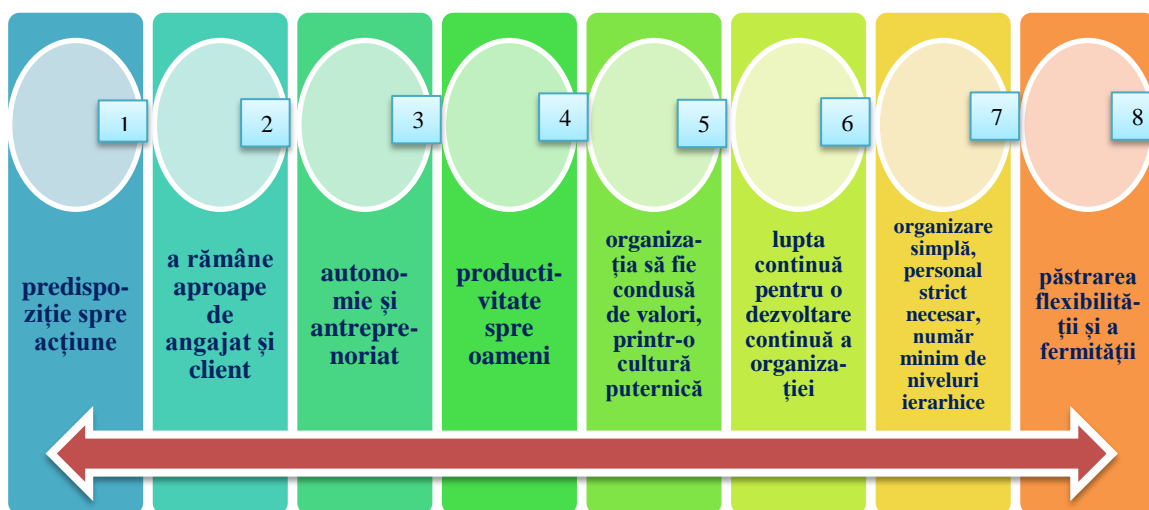 1
predispo-
ziție spre
acțiune
2
a rămâne
aproape
de
angajat și
client
3
autono-
mie și
antrepre-
noriat
4
producti-
vitate
spre
oameni
5
organiza-
ția să fie
condusă
de valori,
printr-o
cultură
puternică
6
lupta
continuă
pentru o
dezvoltare
continuă a
organiza-
ției
7
organizare
simplă,
personal
strict
necesar,
număr
minim de
niveluri
ierarhice
8
păstrarea
flexibilită-
ții și a
fermității